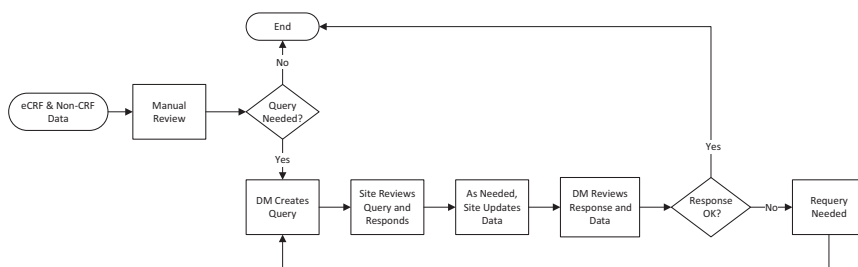 End
No
eCRF & Non-CRF
Data
Manual
Review
Query
Needed?
Yes
Yes
DM Creates
Query
Site Reviews
Query and
Responds
As Needed,
Site Updates
Data
DM Reviews
Response and
Data
Response
OK?
No
Requery
Needed